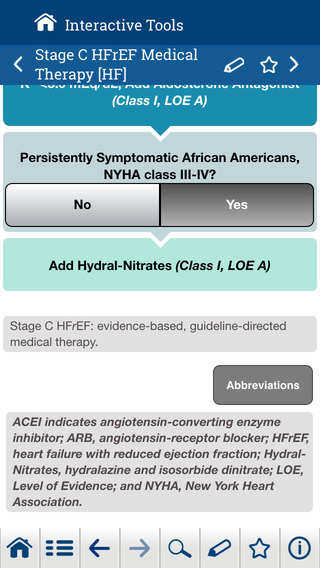 Interactive Tools
Stage C HFrEF Medical
Therapy [HF]
mEq/dL, Add Aldosterone Antagonist
(Class I, LOE A)
Persistently Symptomatic African Americans,
NYHA class III-IV?
No Yes
Add Hydral-Nitrates (Class I, LOE A)
Stage C HFrEF: evidence-based, guideline-directed
medical therapy.
Abbreviations
ACEI indicates angiotensin-converting enzyme
inhibitor; ARB, angiotensin-receptor blocker; HFrEF,
heart failure with reduced ejection fraction; Hydral-
Nitrates, hydralazine and isosorbide dinitrate; LOE,
Level of Evidence; and NYHA, New York Heart
Association.